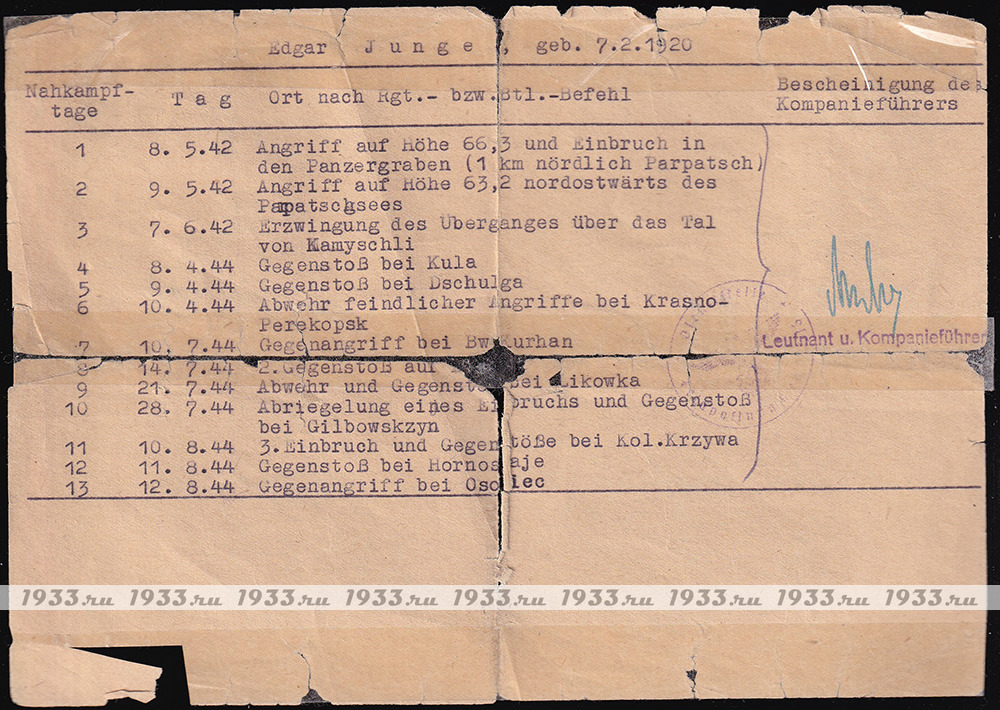 Edgar Junge, geb. 7.2.1920
Nahkampf- Tag Ort nach Rgt.- bzw.Btl.-Befehl Bescheinigung des
tage Kompanieführers
1 8. 5.42 Angriff auf Höhe 66,3 und Einbruch in
den Panzergraben (1 km nördlich Parpatsch)
2 9. 5.42 Angriff auf Höhe 63,2 nordostwärts des
3 7. 6.42 Erzwingung des Überganges über das Tal
von Kamyschli
4 8. 4.44 Gegenstoß bei Kula
5 9. 4.44 Gegenstoß bei Dschulga
6 10. 4.44 Abwehr feindlicher Angriffe bei Krasno-
Perekopsk
7 10. 7.44 Gegenangriff bei Bw.Kurhan
Leutnant u. Kompanieführer
8 14. 7.44 2.Gegenstoß auf
9 21. 7.44 Abwehr und Gegenstoß bei Likowka
10 28. 7.44 Abriegelung eines Einbruchs und Gegenstoß
bei Gilbowskzyn
11 10. 8.44 3.Einbruch und Gegenstöße bei Kol.Krzywa
12 11. 8.44 Gegenstoß bei
13 12. 8.44 Gegenangriff bei
1933.ru 1933.ru 1933.ru 1933.ru 1933.ru 1933.ru 1933.ru 1933.ru 1933.ru